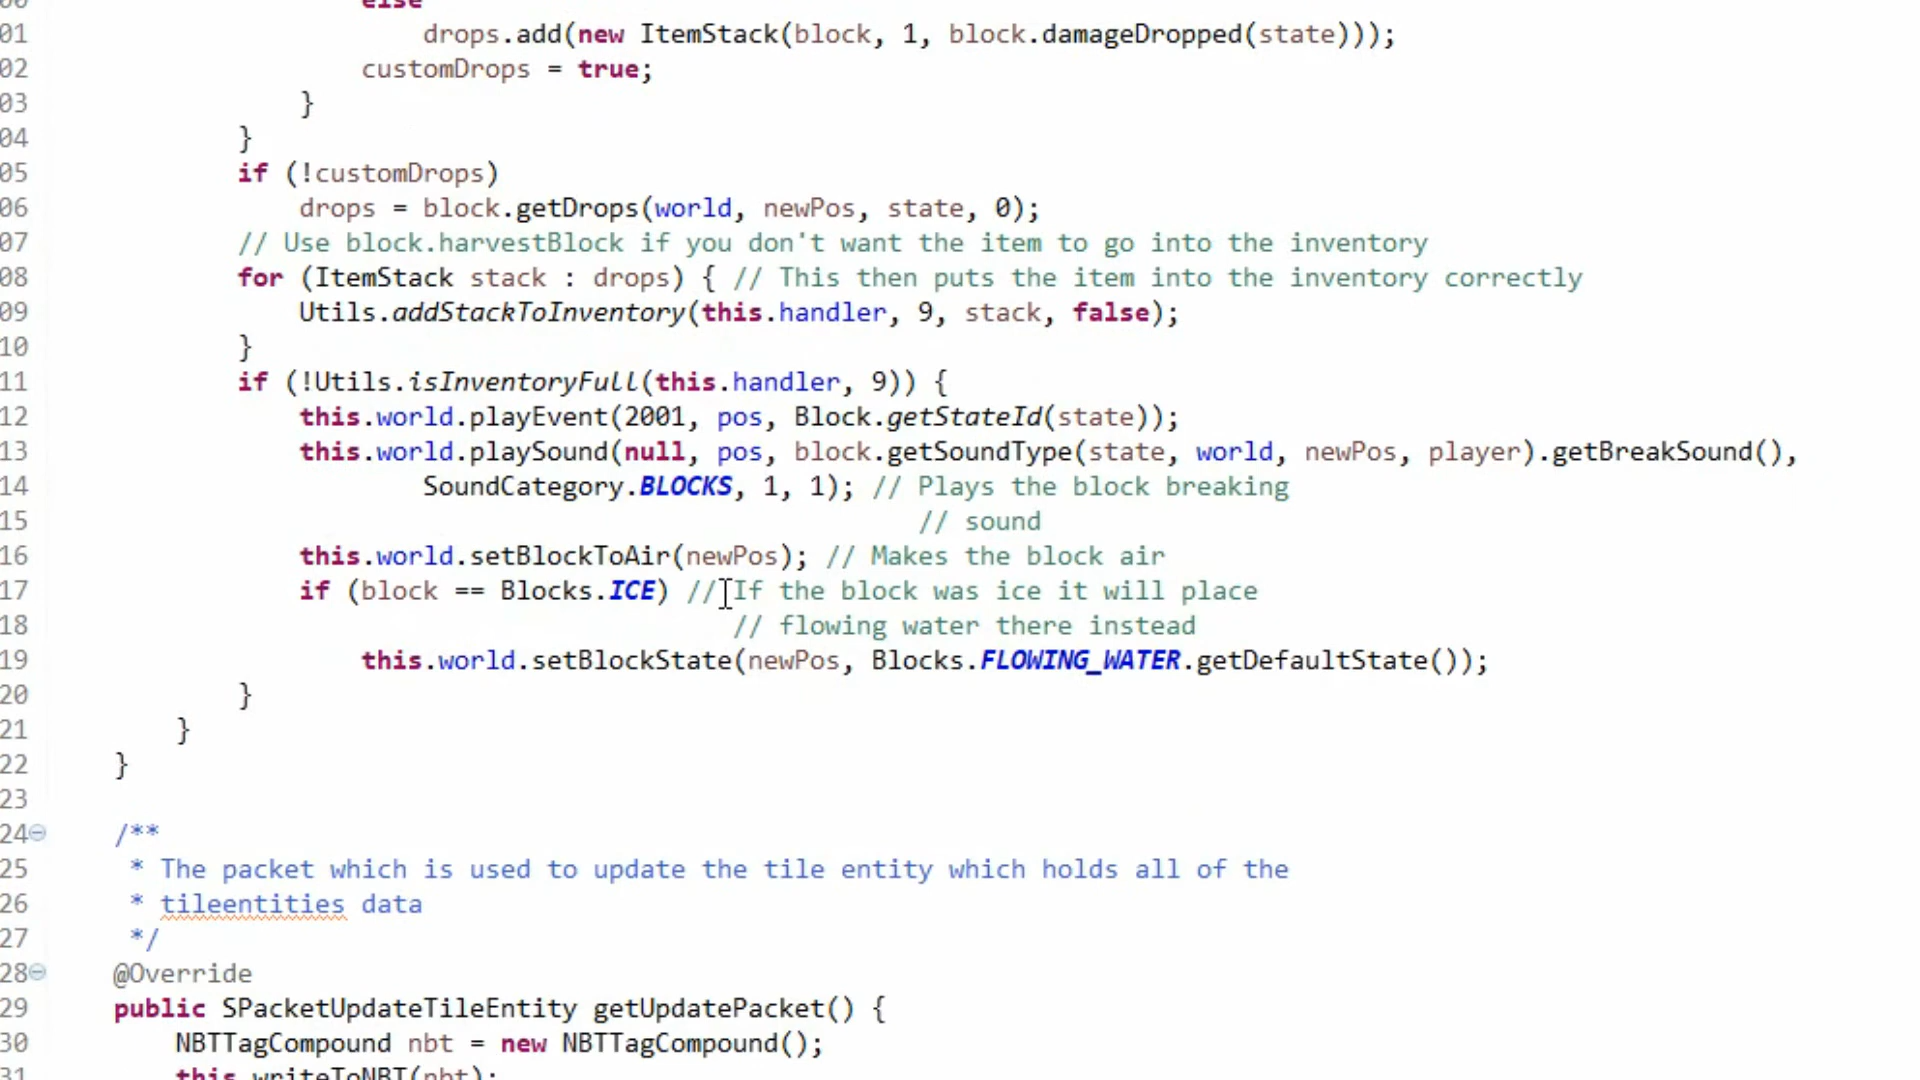 00 else
01 drops.add(new ItemStack(block, 1, block.damageDropped(state)));
02 customDrops = true;
03 }
04 }
05 if (!customDrops)
06 drops = block.getDrops(world, newPos, state, 0);
07 // Use block.harvestBlock if you don't want the item to go into the inventory
08 for (ItemStack stack : drops) { // This then puts the item into the inventory correctly
09 Utils.addStackToInventory(this.handler, 9, stack, false);
10 }
11 if (!Utils.isInventoryFull(this.handler, 9)) {
12 this.world.playEvent(2001, pos, Block.getStateId(state));
13 this.world.playSound(null, pos, block.getSoundType(state, world, newPos, player).getBreakSound(),
14 SoundCategory.BLOCKS, 1, 1); // Plays the block breaking
15 // sound
16 this.world.setBlockToAir(newPos); // Makes the block air
17 if (block == Blocks.ICE) // If the block was ice it will place
18 // flowing water there instead
19 this.world.setBlockState(newPos, Blocks.FLOWING_WATER.getDefaultState());
20 }
21 }
22 }
23
24 /**
25 * The packet which is used to update the tile entity which holds all of the
26 * tileentities data
27 */
28 @Override
29 public SPacketUpdateTileEntity getUpdatePacket() {
30 NBTTagCompound nbt = new NBTTagCompound();
31 this.writeToNBT(nbt);